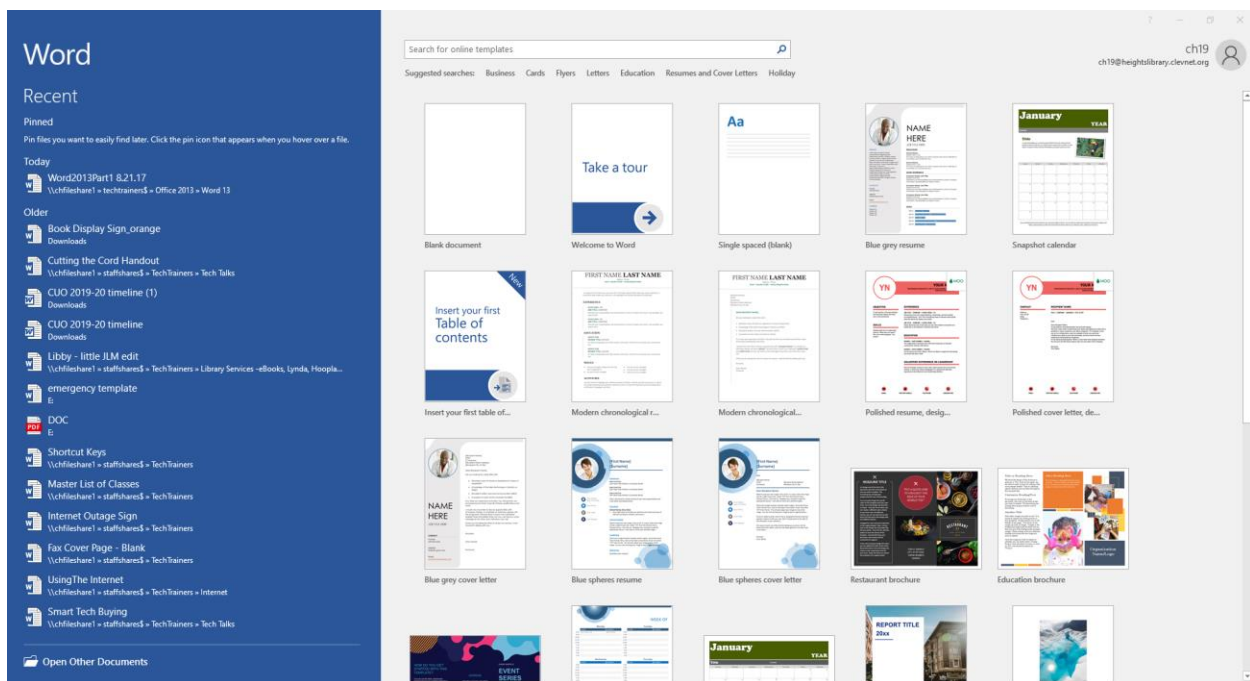 Word
Recent
Pinned
Pin files you want to easily find later. Click the pin icon that appears when you hover over a file.
Today
Word2013Part1 8.21.17
\\chfileshare1 » techtrainers$ » Office 2013 » Word 13
Older
Book Display Sign_orange
Downloads
Cutting the Cord Handout
\\chfileshare1 » staffshares$ » TechTrainers » Tech Talks
CUO 2019-20 timeline (1)
Downloads
CUO 2019-20 timeline
Downloads
Libby - little JLM edit
\\chfileshare1 » staffshares$ » TechTrainers » Library Services -eBooks, Lynda, Hoopla...
emergency template
E:
PDF
DOC
E:
Shortcut Keys
\\chfileshare1 » staffshares$ » TechTrainers
Master List of Classes
\\chfileshare1 » staffshares$ » TechTrainers
Internet Outage Sign
\\chfileshare1 » staffshares$ » TechTrainers
Fax Cover Page - Blank
\\chfileshare1 » staffshares$ » TechTrainers
UsingThe Internet
\\chfileshare1 » staffshares$ » TechTrainers » Internet
Smart Tech Buying
\\chfileshare1 » staffshares$ » TechTrainers » Tech Talks
Open Other Documents
Search for online templates
ch19
ch19@heightslibrary.clevnet.org
Suggested searches: Business Cards Flyers Letters Education Resumes and Cover Letters Holiday
Take a tour
Aa
NAME
HERE
January
YEAR
Blank document
Welcome to Word
Single spaced (blank)
Blue grey resume
Snapshot calendar
New
Insert your first
Table of
contents
FIRST NAME LAST NAME
FIRST NAME LAST NAME
YN
YN
Insert your first table of...
Modern chronological r...
Modern chronological...
Polished resume, desig...
Polished cover letter, de...
NAME
HERE
Blue grey cover letter
Blue spheres resume
Blue spheres cover letter
Restaurant brochure
Education brochure
EVENT
SERIES
January
YEAR
REPORT TITLE
20xx